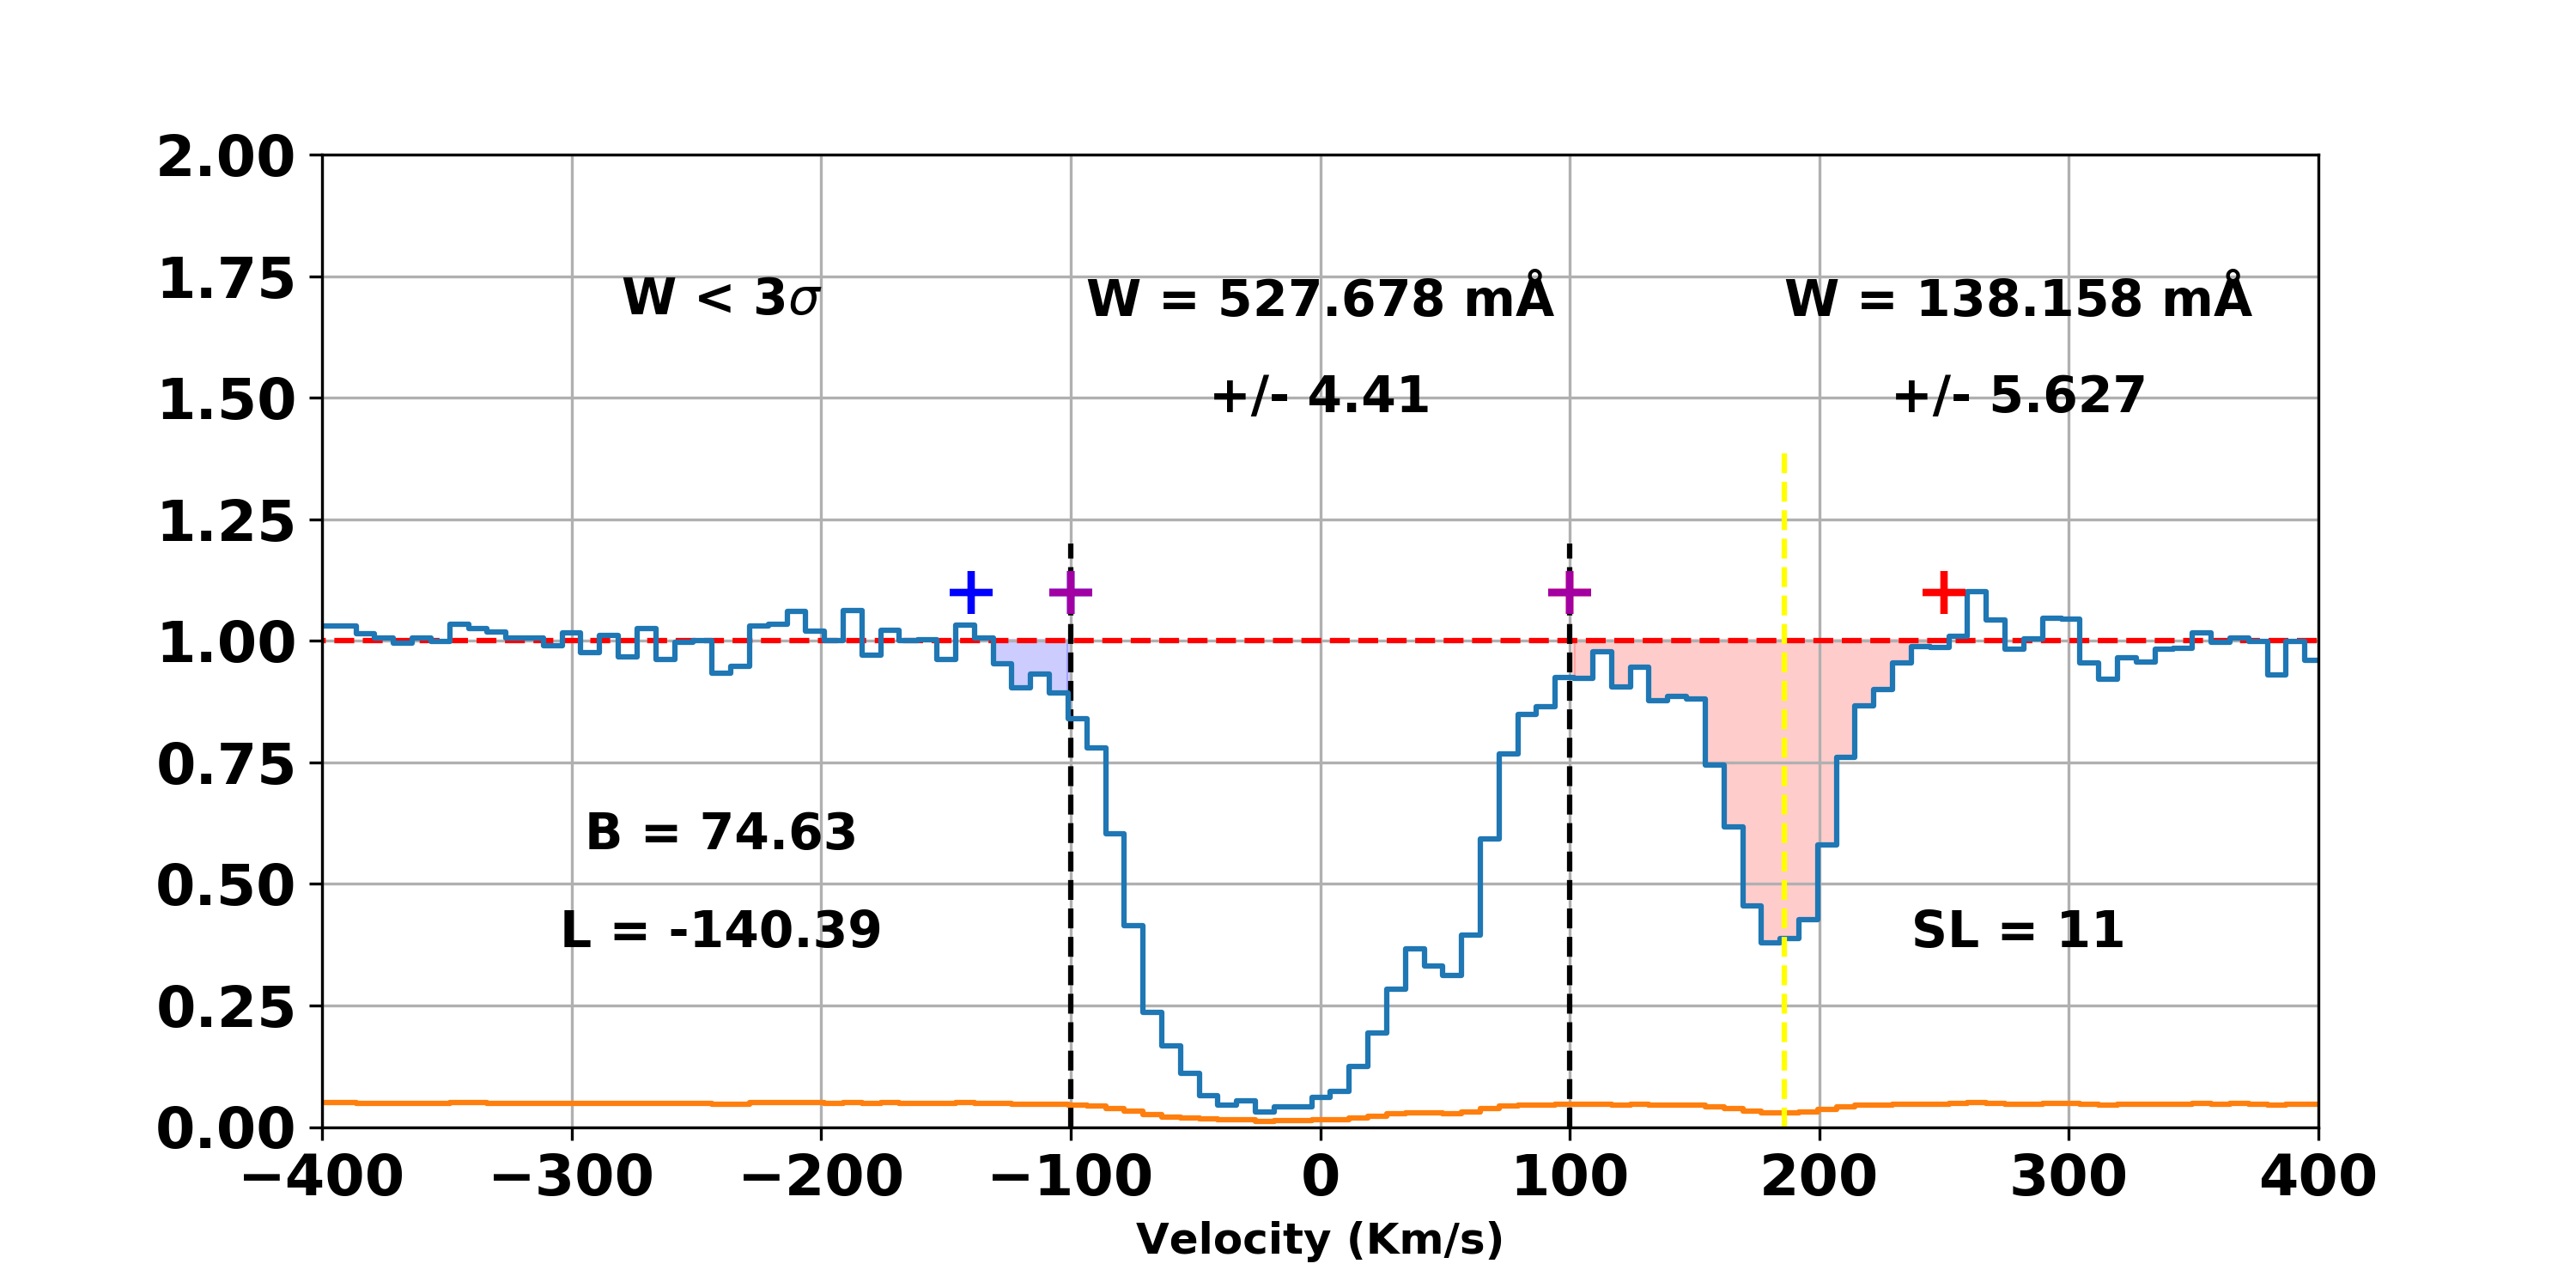 2.00
1.75
1.50
1.25
1.00
0.75
0.50
0.25
0.00
W < 3σ
W = 527.678 mÅ
+/- 4.41
W = 138.158 mÅ
+/- 5.627
B = 74.63
L = -140.39
SL = 11
−400 −300 −200 −100 0 100 200 300 400
Velocity (Km/s)